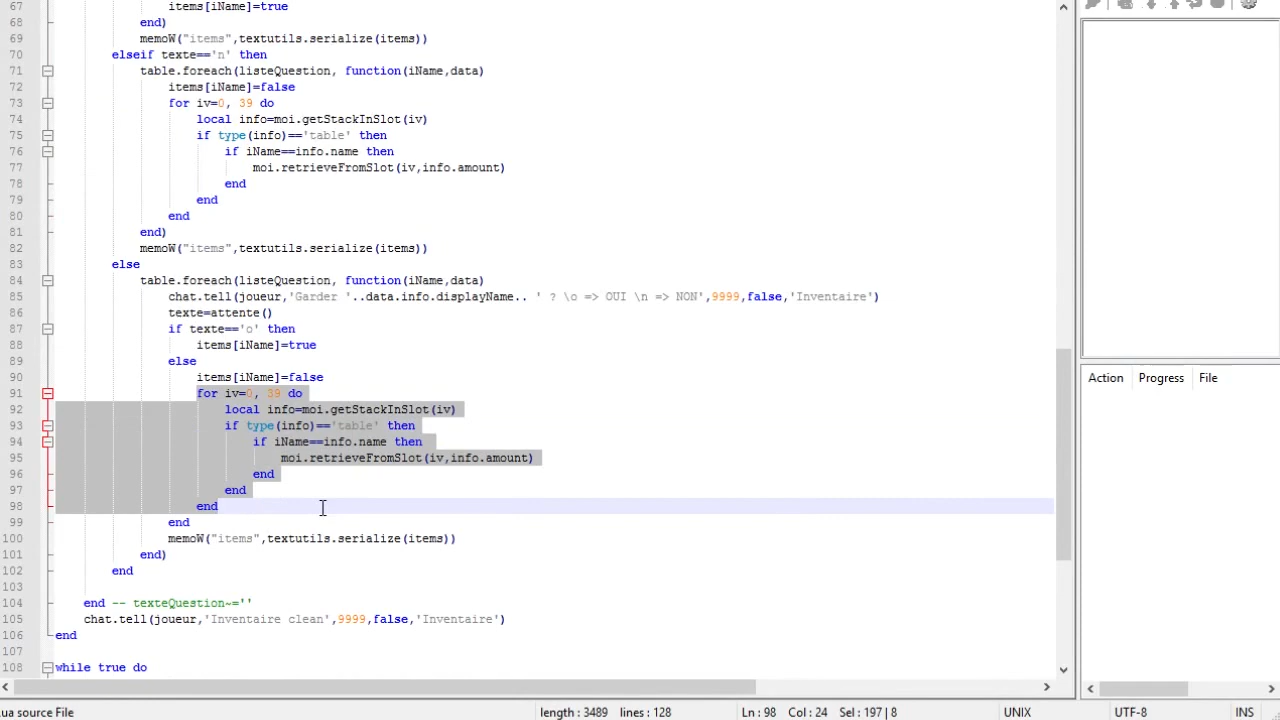 67 items[iName]=true
68 end)
69 memoW("items",textutils.serialize(items))
70 elseif texte=='n' then
71 table.foreach(listeQuestion, function(iName,data)
72 items[iName]=false
73 for iv=0, 39 do
74 local info=moi.getStackInSlot(iv)
75 if type(info)=='table' then
76 if iName==info.name then
77 moi.retrieveFromSlot(iv,info.amount)
78 end
79 end
80 end
81 end)
82 memoW("items",textutils.serialize(items))
83 else
84 table.foreach(listeQuestion, function(iName,data)
85 chat.tell(joueur,'Garder '..data.info.displayName.. ' ? \o => OUI \n => NON',9999,false,'Inventaire')
86 texte=attente()
87 if texte=='o' then
88 items[iName]=true
89 else
90 items[iName]=false
91 for iv=0, 39 do
92 local info=moi.getStackInSlot(iv)
93 if type(info)=='table' then
94 if iName==info.name then
95 moi.retrieveFromSlot(iv,info.amount)
96 end
97 end
98 end
99 end
100 memoW("items",textutils.serialize(items))
101 end)
102 end
103
104 end -- texteQuestion~=''
105 chat.tell(joueur,'Inventaire clean',9999,false,'Inventaire')
106 end
107
108 while true do
Action Progress File
ua source File length : 3489 lines : 128 Ln : 98 Col : 24 Sel : 197 | 8 UNIX UTF-8 INS